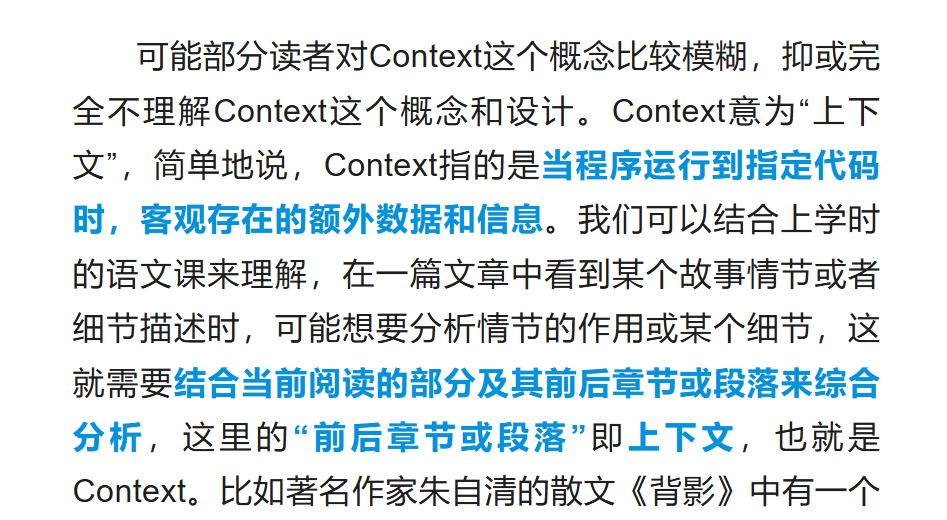 可能部分读者对Context这个概念比较模糊，抑或完
全不理解Context这个概念和设计。Context意为“上下
文”，简单地说，Context指的是当程序运行到指定代码
时，客观存在的额外数据和信息。我们可以结合上学时
的语文课来理解，在一篇文章中看到某个故事情节或者
细节描述时，可能想要分析情节的作用或某个细节，这
就需要结合当前阅读的部分及其前后章节或段落来综合
分析，这里的“前后章节或段落”即上下文，也就是
Context。比如著名作家朱自清的散文《背影》中有一个